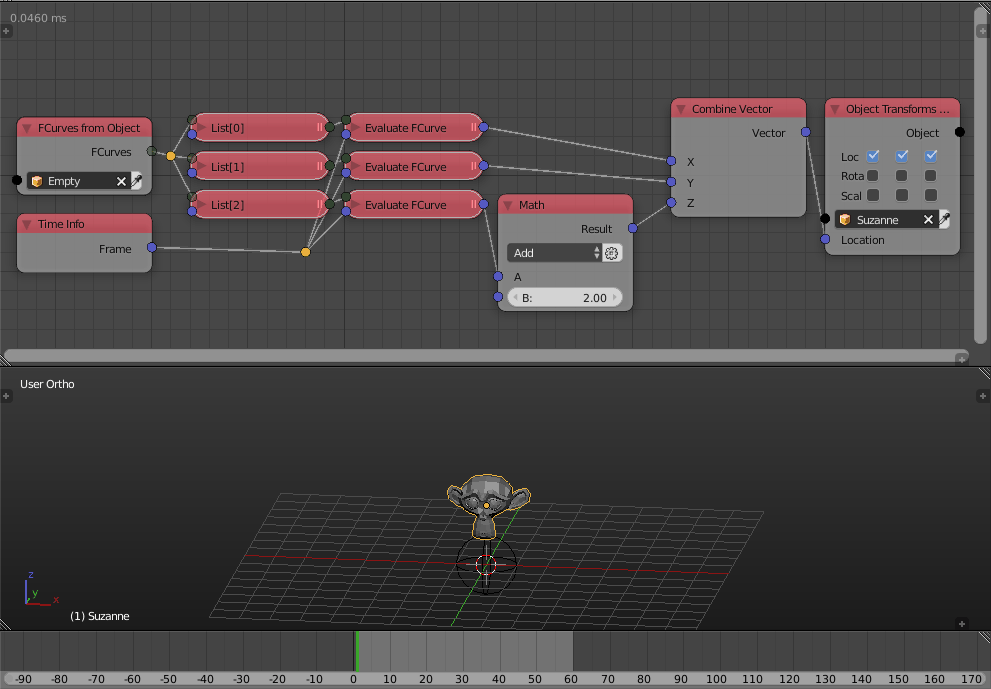 0.0460 ms
FCurves from Object
FCurves
Empty
Time Info
Frame
List[0]
List[1]
List[2]
Evaluate FCurve
Evaluate FCurve
Evaluate FCurve
Math
Result
Add
A
B: 2.00
Combine Vector
Vector
X
Y
Z
Object Transforms ...
Object
Loc
Rota
Scal
Suzanne
Location
User Ortho
z
y
x
(1) Suzanne
-90 -80 -70 -60 -50 -40 -30 -20 -10 0 10 20 30 40 50 60 70 80 90 100 110 120 130 140 150 160 170